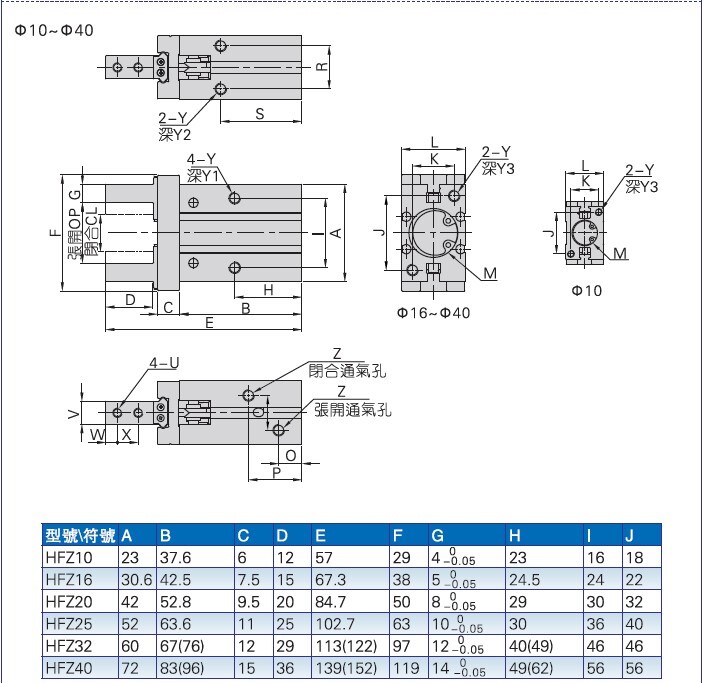 Φ10~Φ40
R
S
2-Y
深Y2
4-Y
深Y1
F
張開OP
閉合CL
G
I
A
D
C
H
B
E
L
K
2-Y
深Y3
J
M
Φ16~Φ40
L
K
2-Y
深Y3
J
M
Φ10
4-U
V
W
X
Z
閉合通氣孔
Z
張開通氣孔
Q
O
P
型號\符號 A B C D E F G H I J
HFZ10 23 37.6 6 12 57 29 4 0 -0.05 23 16 18
HFZ16 30.6 42.5 7.5 15 67.3 38 5 0 -0.05 24.5 24 22
HFZ20 42 52.8 9.5 20 84.7 50 8 0 -0.05 29 30 32
HFZ25 52 63.6 11 25 102.7 63 10 0 -0.05 30 36 40
HFZ32 60 67(76) 12 29 113(122) 97 12 0 -0.05 40(49) 46 46
HFZ40 72 83(96) 15 36 139(152) 119 14 0 -0.05 49(62) 56 56